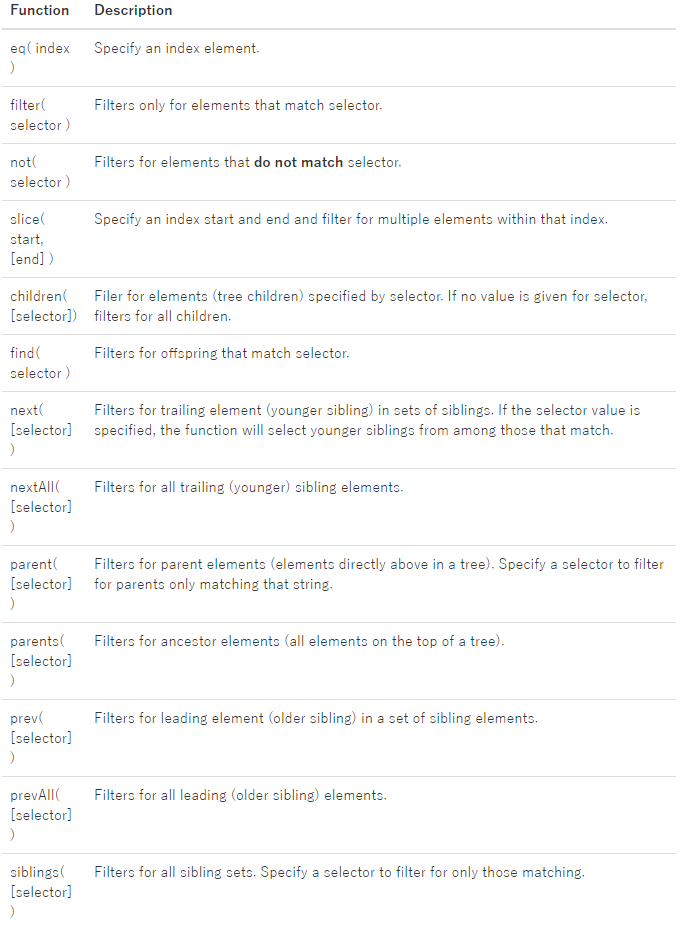 Function Description
eq( index Specify an index element.
)
filter( Filters only for elements that match selector.
selector )
not( Filters for elements that do not match selector.
selector )
slice( Specify an index start and end and filter for multiple elements within that index.
start,
[end] )
children( Filer for elements (tree children) specified by selector. If no value is given for selector,
[selector]) filters for all children.
find( Filters for offspring that match selector.
selector )
next( Filters for trailing element (younger sibling) in sets of siblings. If the selector value is
[selector] specified, the function will select younger siblings from among those that match.
)
nextAll( Filters for all trailing (younger) sibling elements.
[selector]
)
parent( Filters for parent elements (elements directly above in a tree). Specify a selector to filter
[selector] for parents only matching that string.
)
parents( Filters for ancestor elements (all elements on the top of a tree).
[selector]
)
prev( Filters for leading element (older sibling) in a set of sibling elements.
[selector]
)
prevAll( Filters for all leading (older sibling) elements.
[selector]
)
siblings( Filters for all sibling sets. Specify a selector to filter for only those matching.
[selector]
)